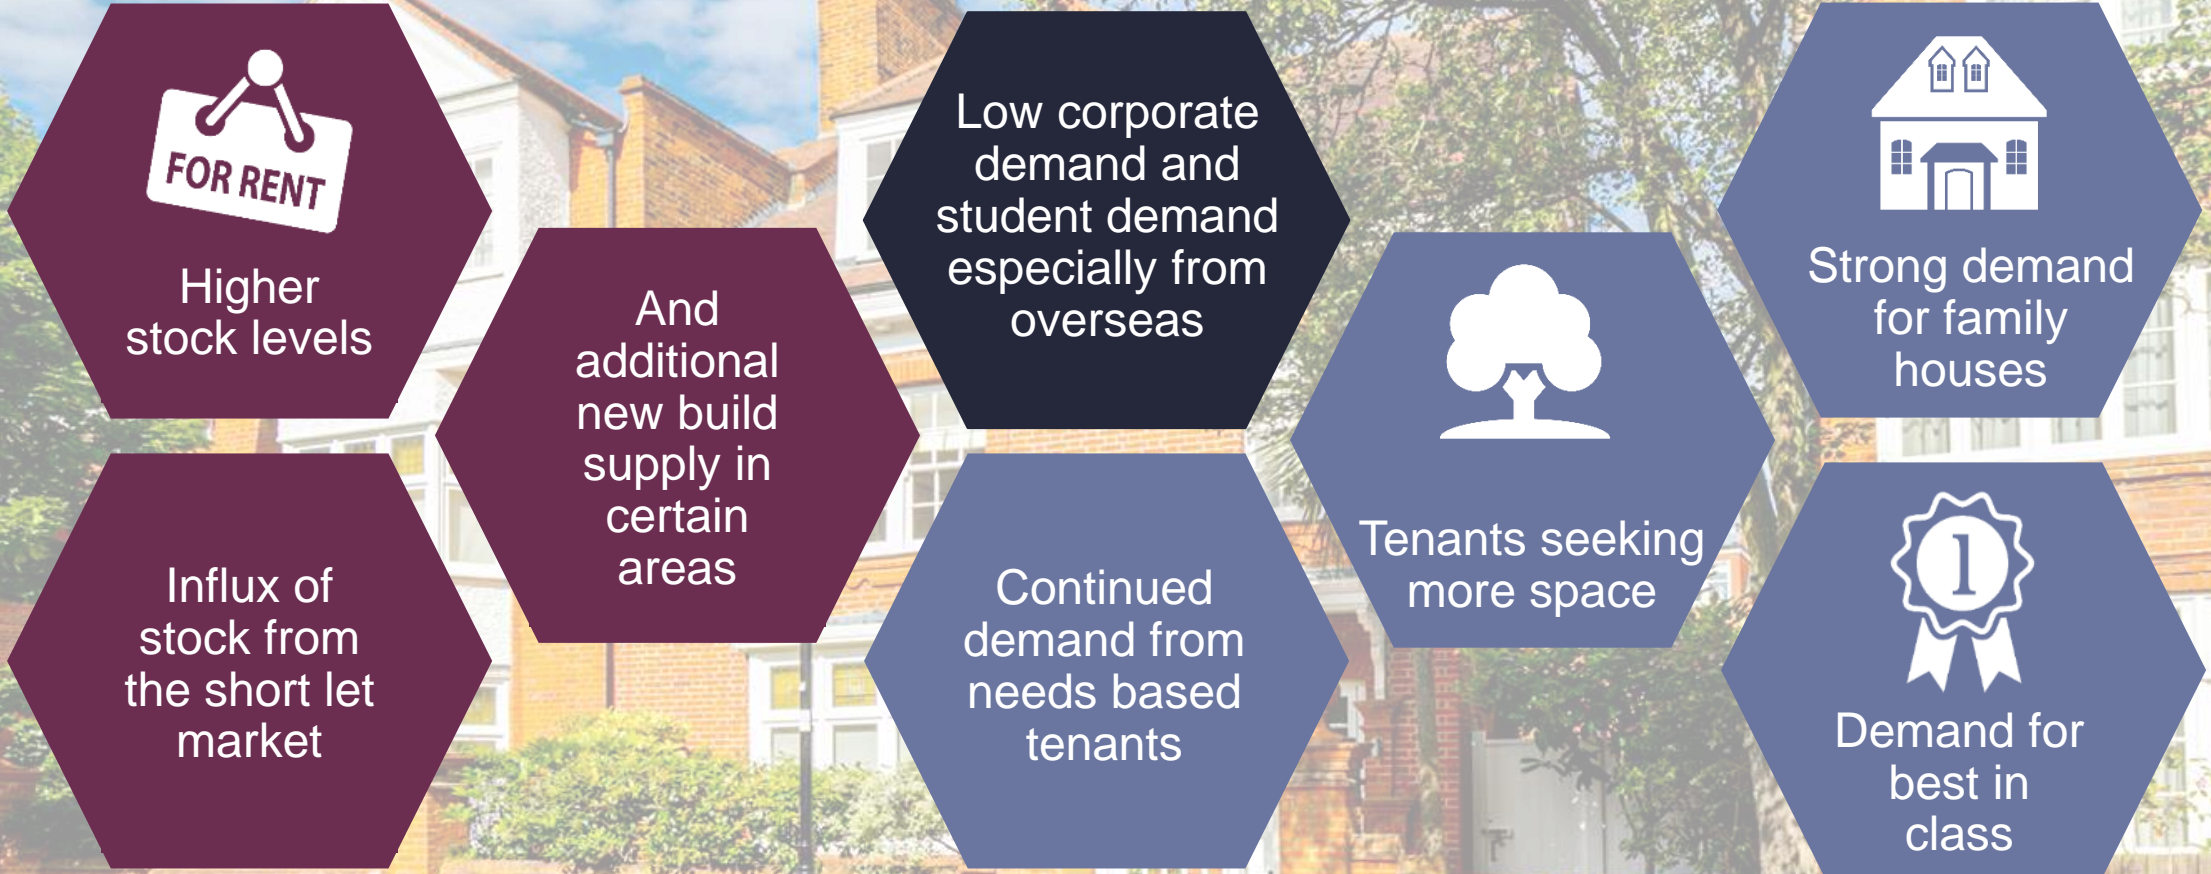 FOR RENT
Higher
stock levels
Influx of
stock from
the short let
market
And
additional
new build
supply in
certain
areas
Low corporate
demand and
student demand
especially from
overseas
Continued
demand from
needs based
tenants
Tenants seeking
more space
Strong demand
for family
houses
1
Demand for
best in
class